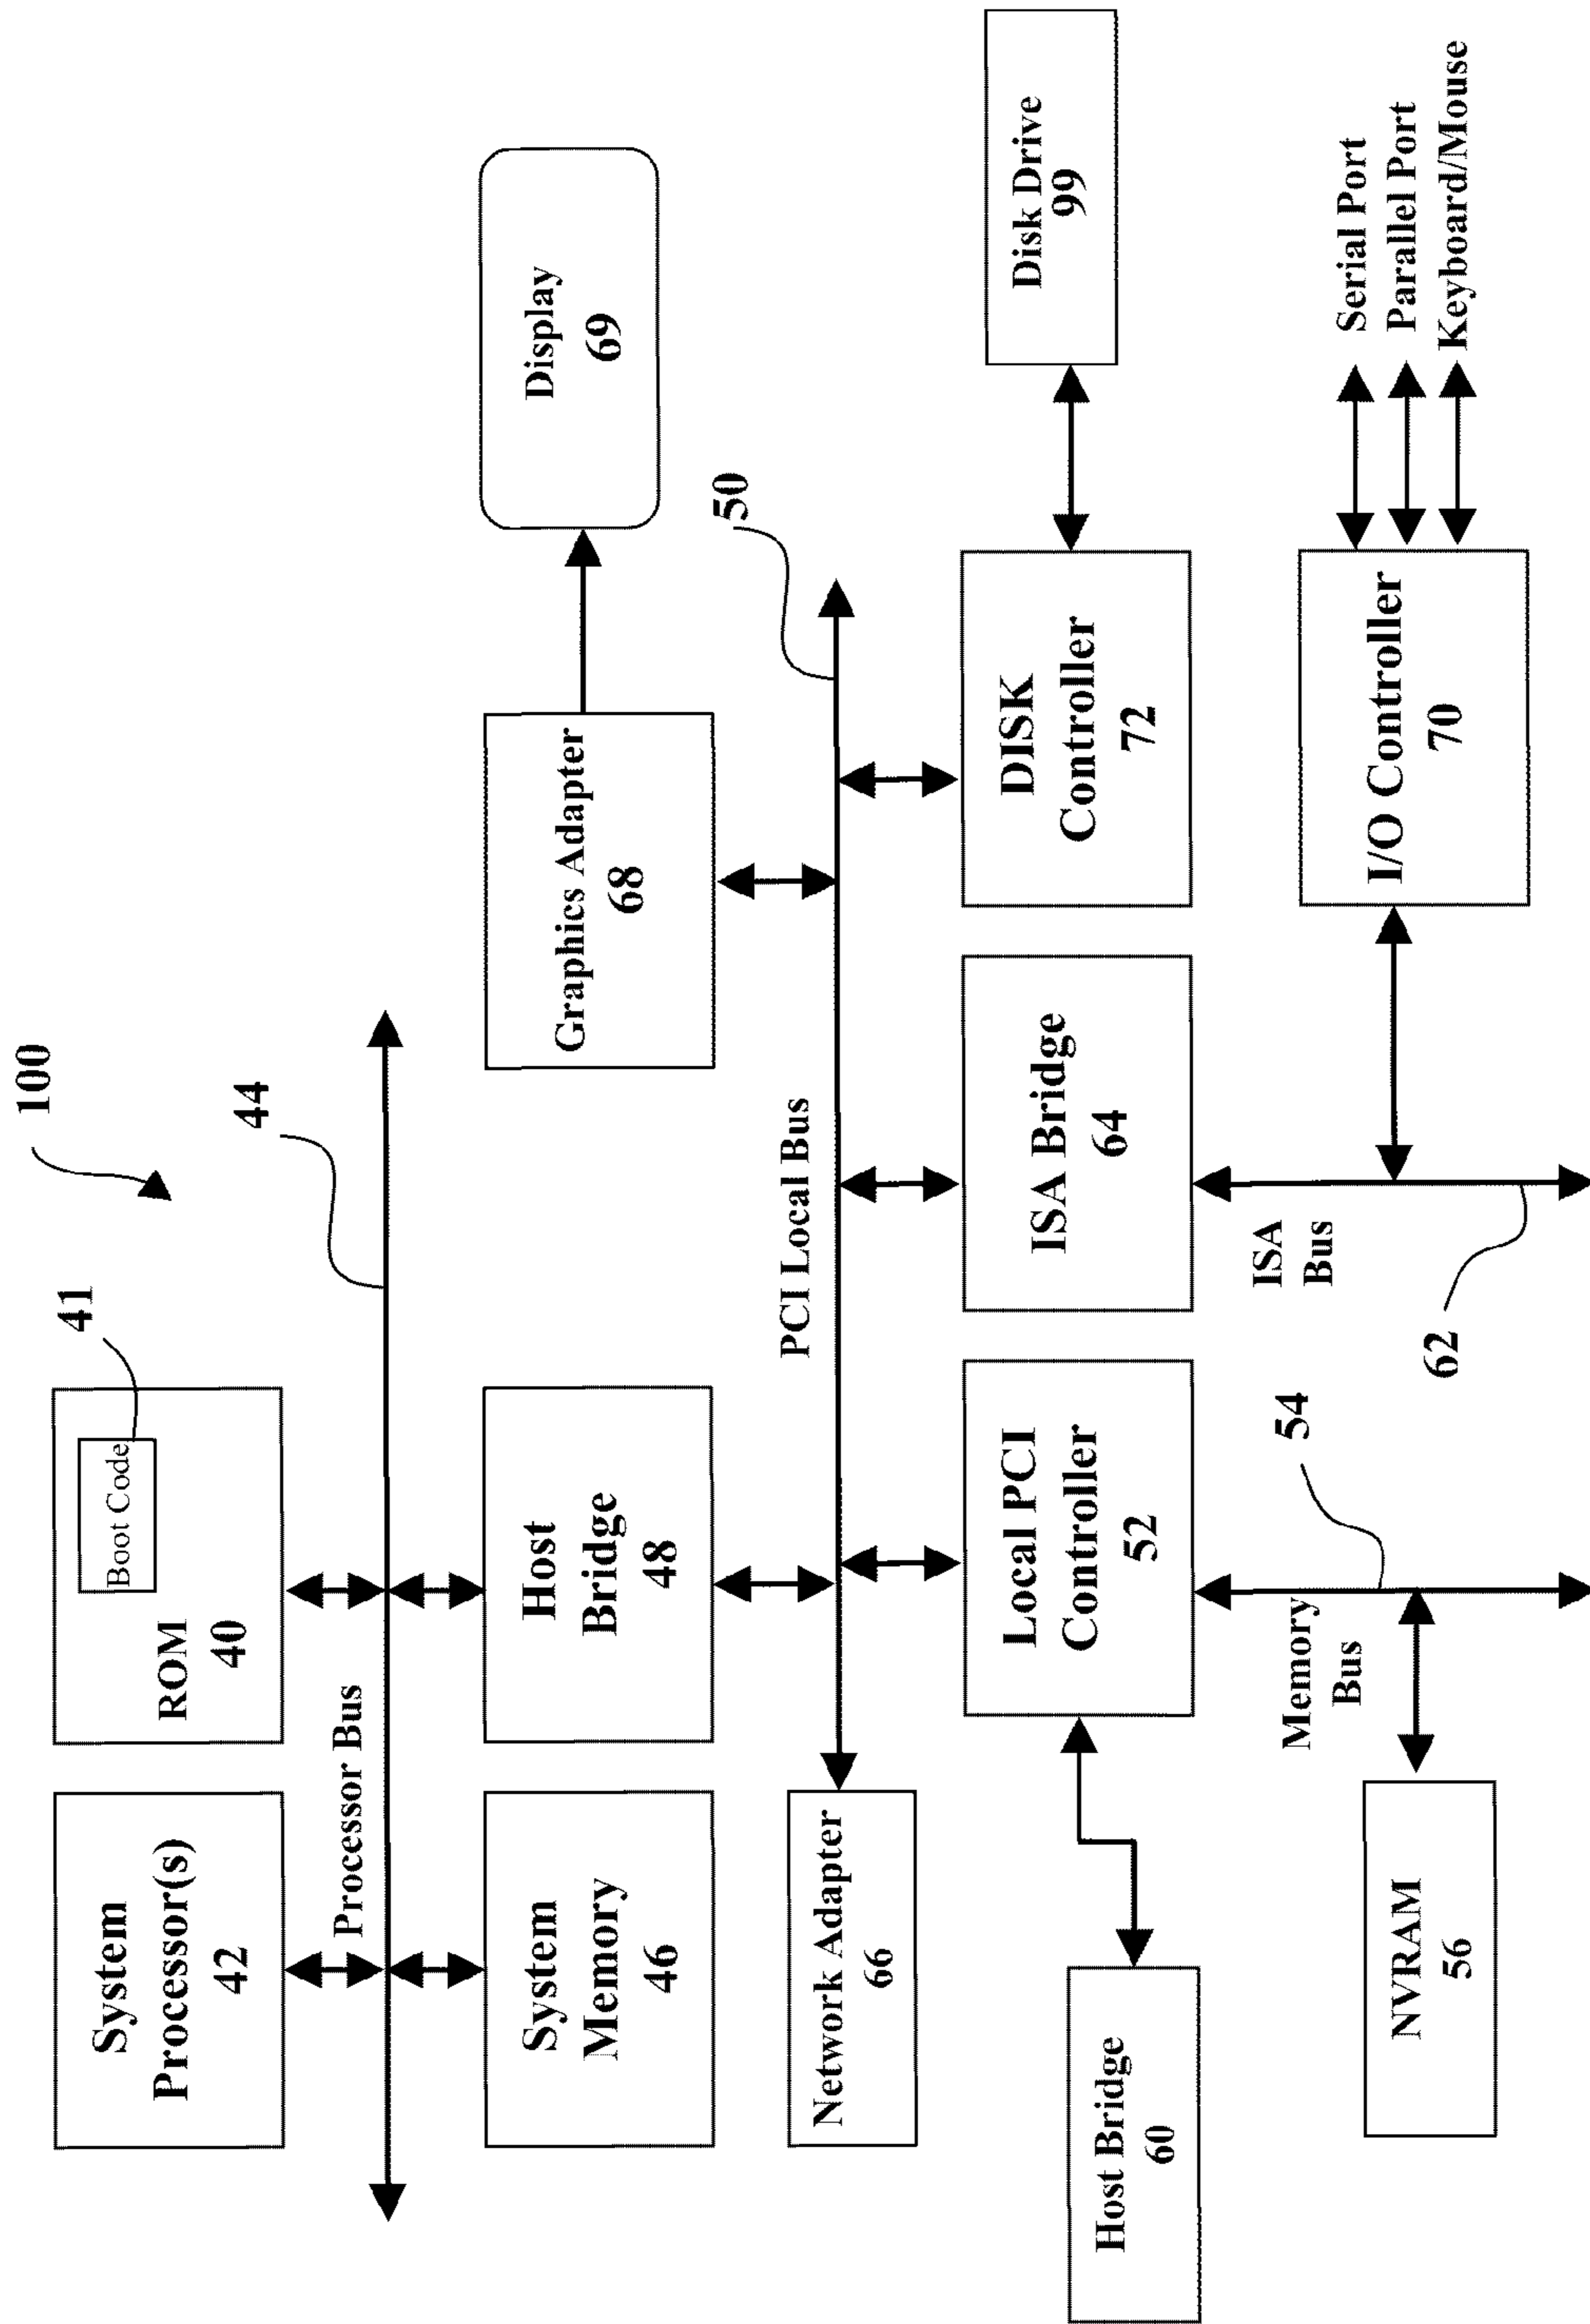 100
System
Processor(s)
42
ROM
40
Boot Code
41
Processor Bus
44
System
Memory
46
Host
Bridge
48
Graphics Adapter
68
Display
69
PCI Local Bus
50
Network Adapter
66
Host Bridge
60
Local PCI
Controller
52
ISA Bridge
64
DISK
Controller
72
Disk Drive
99
Memory
Bus
54
NVRAM
56
ISA
Bus
62
I/O Controller
70
Serial Port
Parallel Port
Keyboard/Mouse